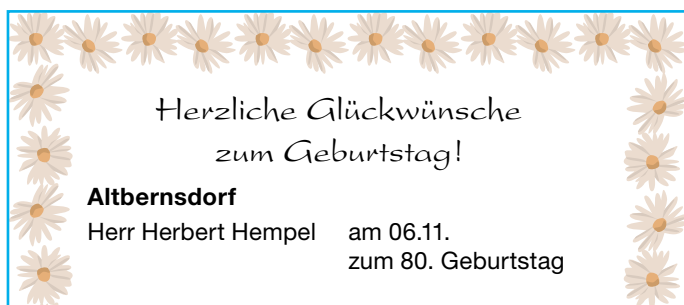 Herzliche Glückwünsche
zum Geburtstag!
Altbernsdorf
Herr Herbert Hempel am 06.11.
zum 80. Geburtstag